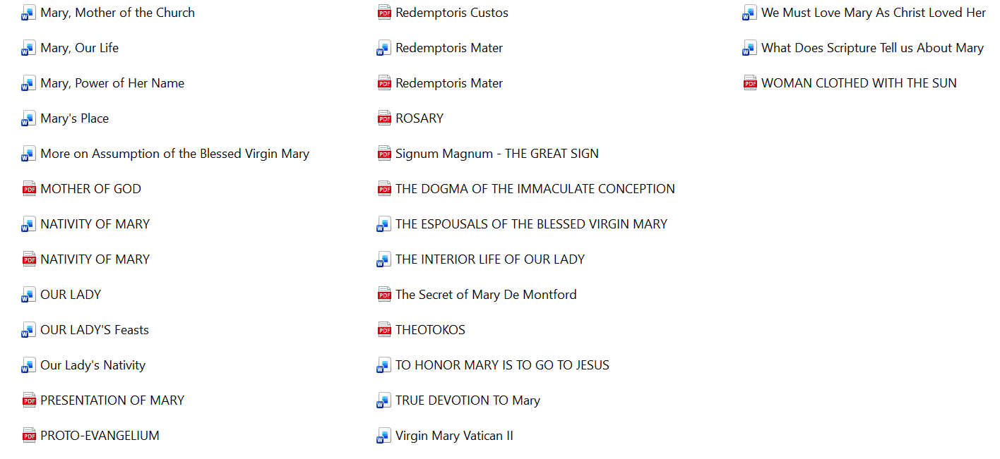 Mary, Mother of the Church
Mary, Our Life
Mary, Power of Her Name
Mary's Place
More on Assumption of the Blessed Virgin Mary
MOTHER OF GOD
NATIVITY OF MARY
NATIVITY OF MARY
OUR LADY
OUR LADY'S Feasts
Our Lady's Nativity
PRESENTATION OF MARY
PROTO-EVANGELIUM
Redemptoris Custos
Redemptoris Mater
Redemptoris Mater
ROSARY
Signum Magnum - THE GREAT SIGN
THE DOGMA OF THE IMMACULATE CONCEPTION
THE ESPOUSALS OF THE BLESSED VIRGIN MARY
THE INTERIOR LIFE OF OUR LADY
The Secret of Mary De Montford
THEOTOKOS
TO HONOR MARY IS TO GO TO JESUS
TRUE DEVOTION TO Mary
Virgin Mary Vatican II
We Must Love Mary As Christ Loved Her
What Does Scripture Tell us About Mary
WOMAN CLOTHED WITH THE SUN